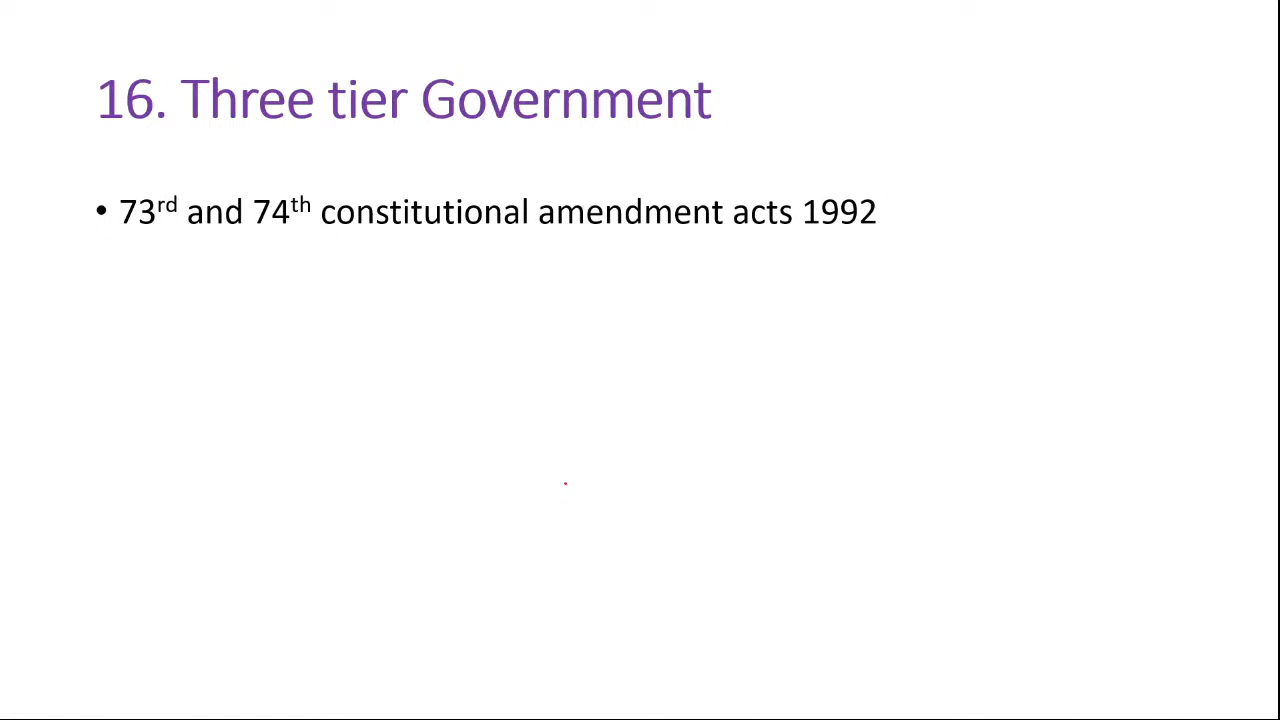 16. Three tier Government
• 73rd and 74th constitutional amendment acts 1992